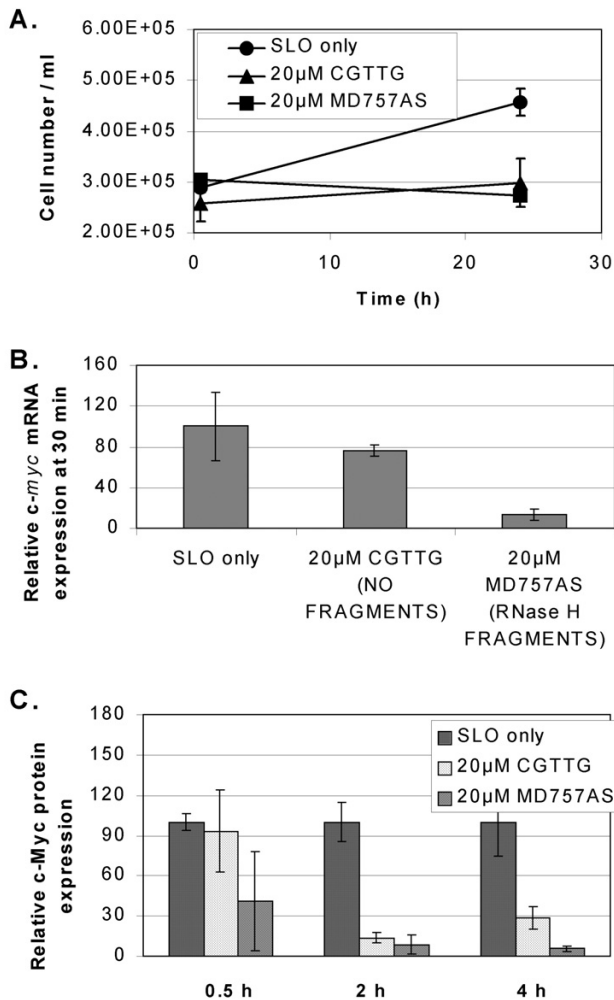 A.
6.00E+05
5.00E+05
4.00E+05
3.00E+05
2.00E+05
Cell number / ml
SLO only
20µM CGTTG
20µM MD757AS
0 10 20 30
Time (h)
B.
Relative c-myc mRNA
expression at 30 min
160
120
80
40
0
SLO only
20µM CGTTG
(NO
FRAGMENTS)
20µM
MD757AS
(RNase H
FRAGMENTS)
C.
Relative c-Myc protein
expression
180
150
120
90
60
30
0
SLO only
20µM CGTTG
20µM MD757AS
0.5 h 2 h 4 h